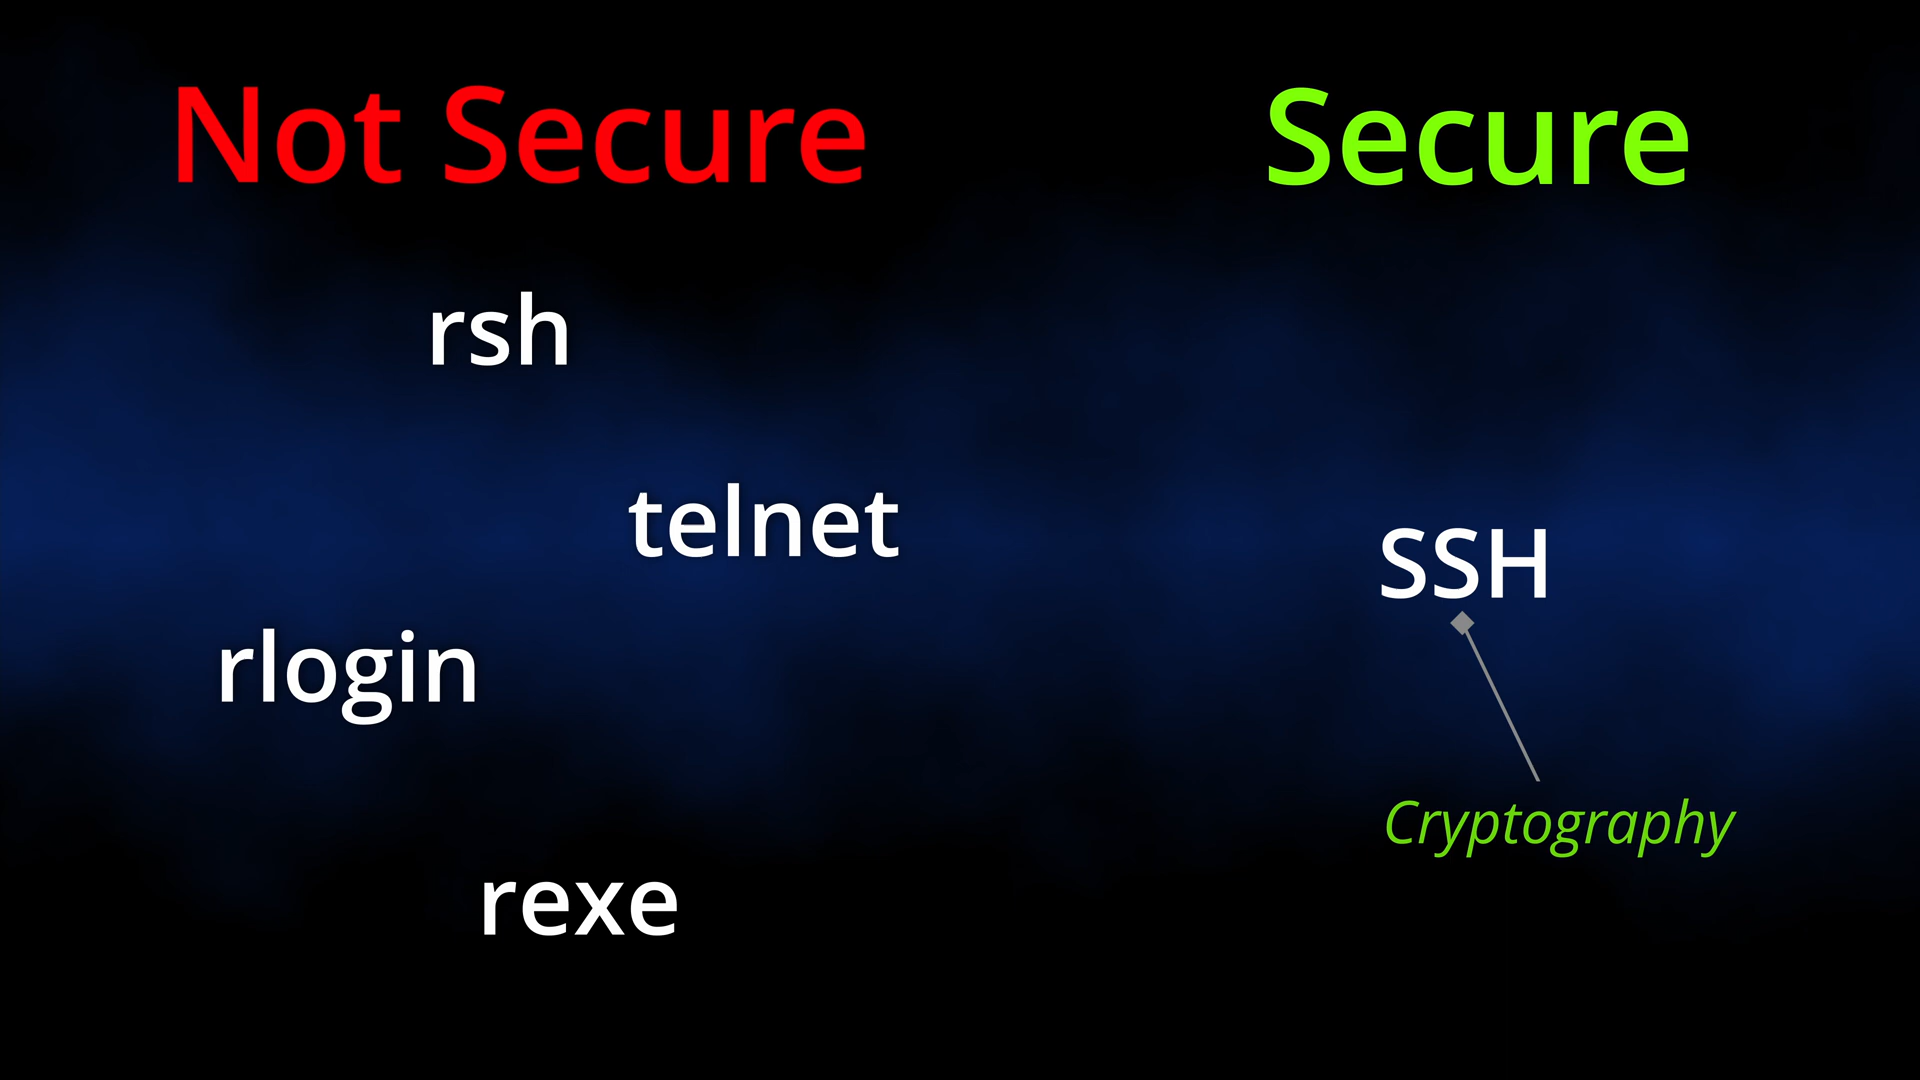 Not Secure
Secure
rsh
telnet
SSH
rlogin
Cryptography
rexe